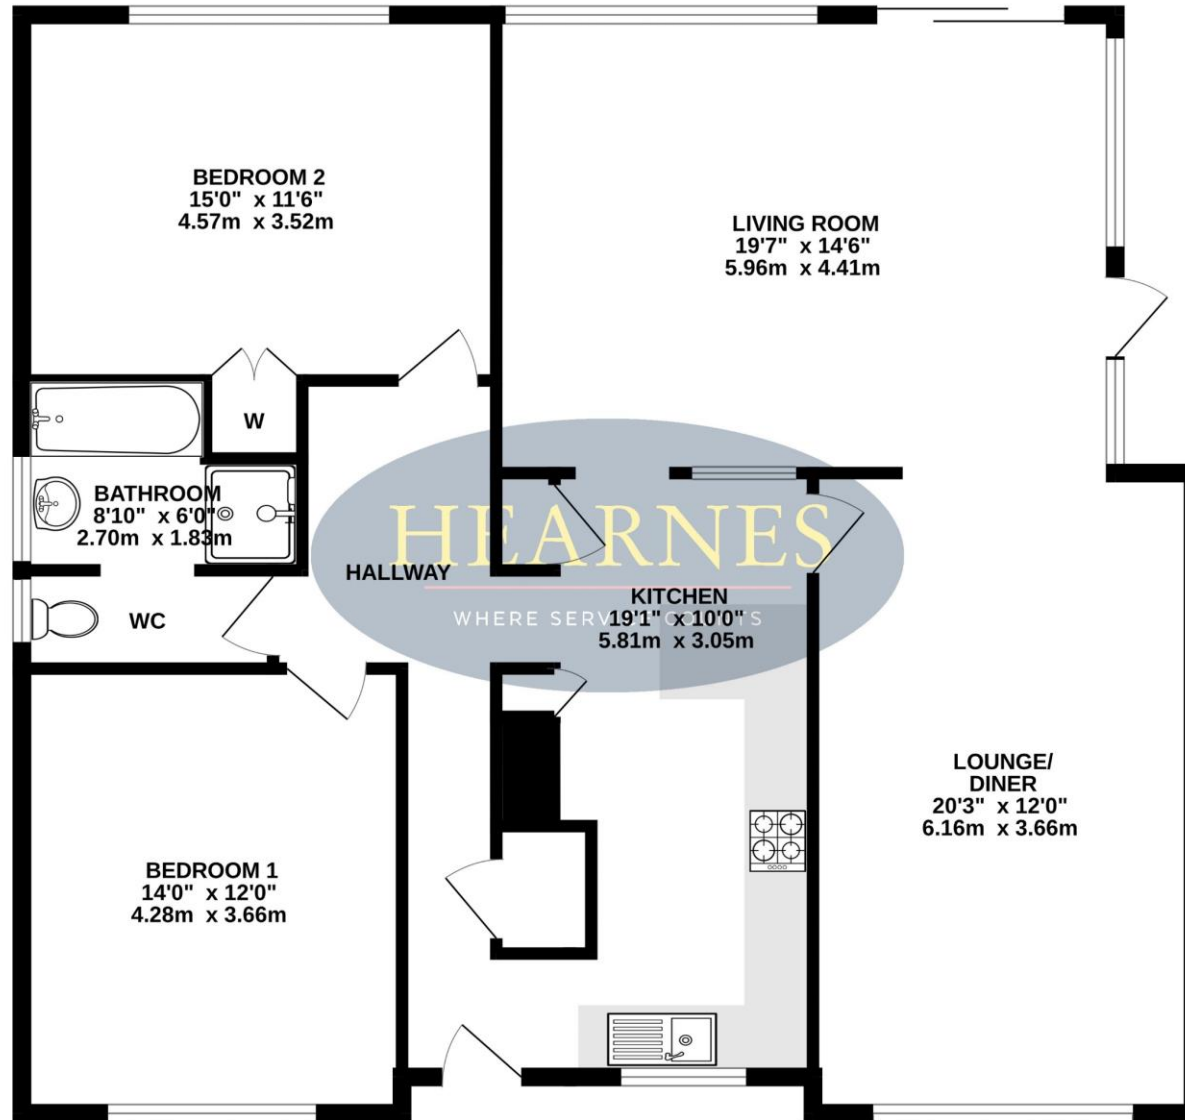 BEDROOM 2
15'0" x 11'6"
4.57m x 3.52m
LIVING ROOM
19'7" x 14'6"
5.96m x 4.41m
W
BATHROOM
8'10" x 6'0"
2.70m x 1.83m
HEARNES
WHERE SERVICE COUNTS
HALLWAY
WC
KITCHEN
19'1" x 10'0"
5.81m x 3.05m
LOUNGE/
DINER
20'3" x 12'0"
6.16m x 3.66m
BEDROOM 1
14'0" x 12'0"
4.28m x 3.66m